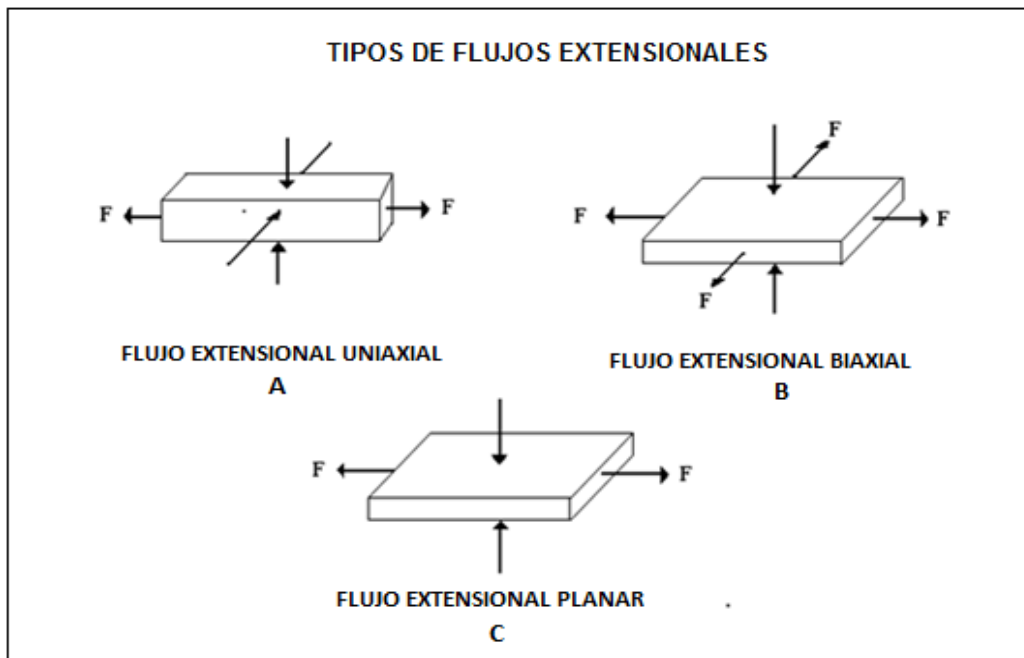 TIPOS DE FLUJOS EXTENSIONALES
F F
F F F F
FLUJO EXTENSIONAL UNIAXIAL
A
FLUJO EXTENSIONAL BIAXIAL
B
F F
FLUJO EXTENSIONAL PLANAR
C